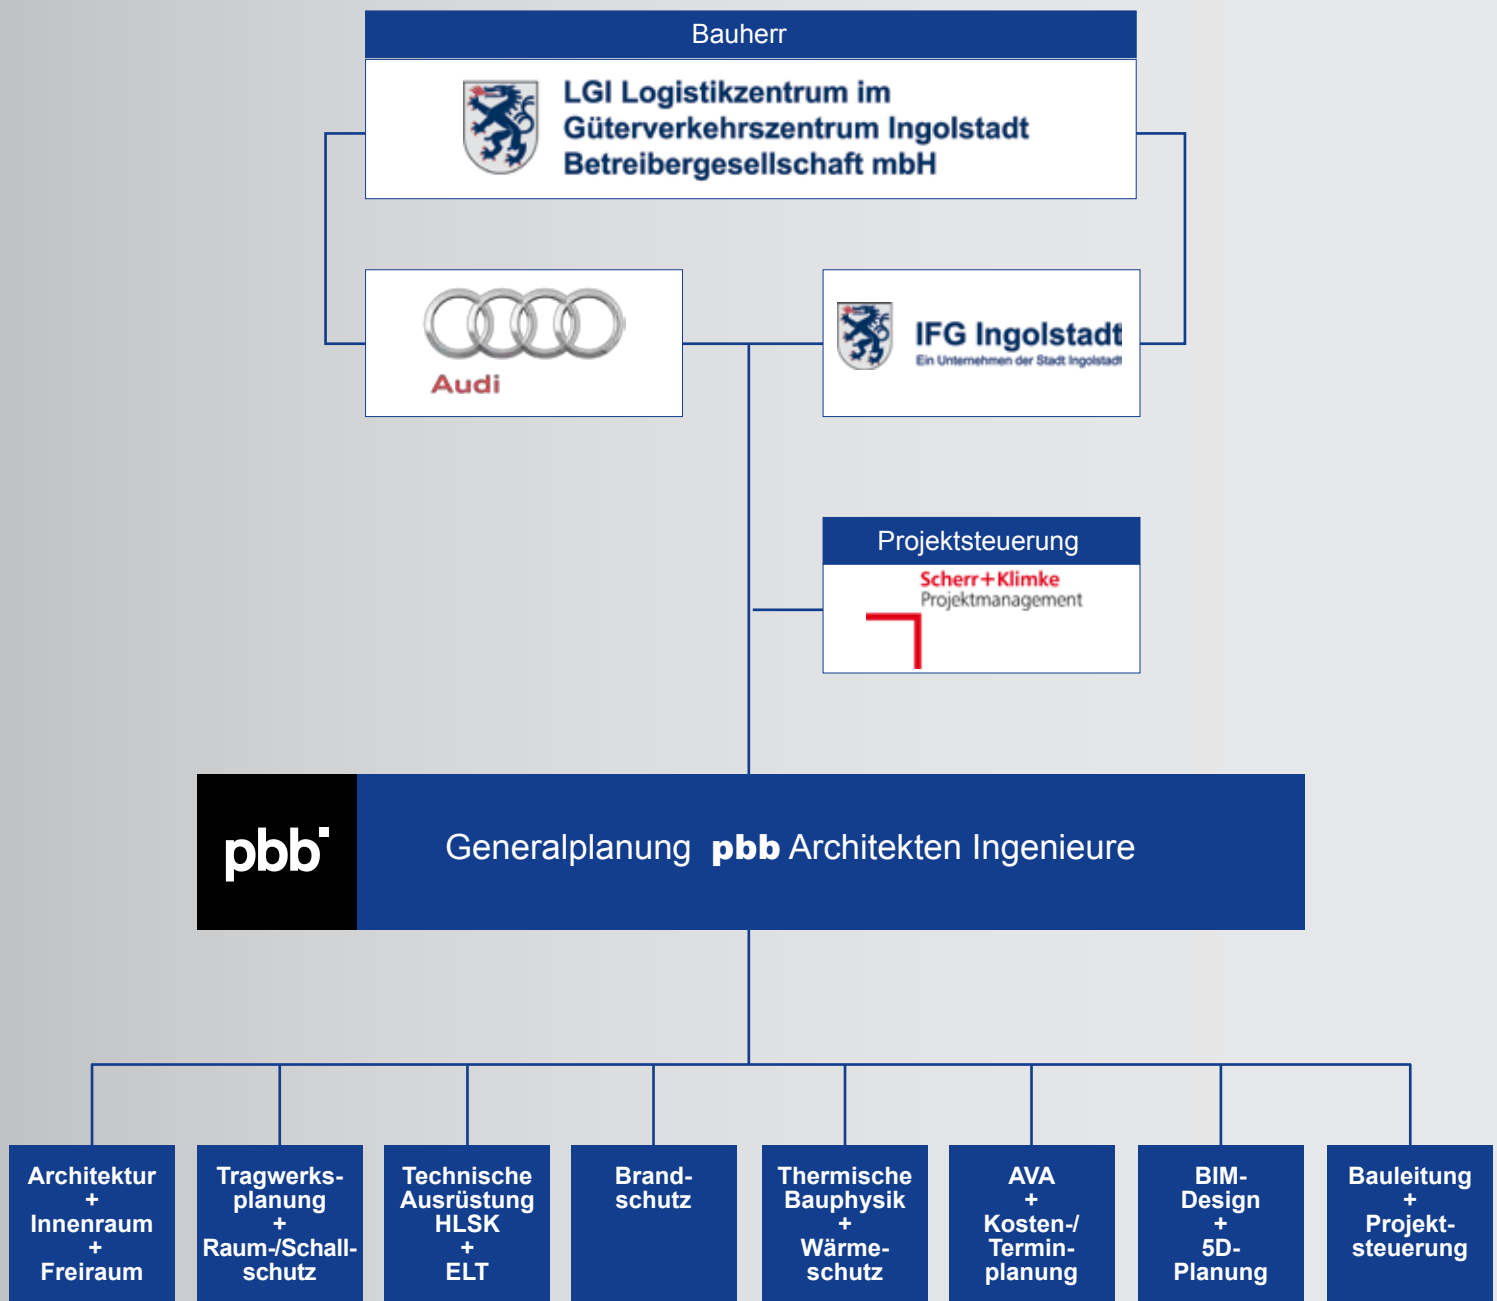 Bauherr
LGI Logistikzentrum im
Güterverkehrszentrum Ingolstadt
Betreibergesellschaft mbH
Audi
IFG Ingolstadt
Ein Unternehmen der Stadt Ingolstadt
Projektsteuerung
Scherr+Klimke
Projektmanagement
pbb
Generalplanung pbb Architekten Ingenieure
Architektur
+
Innenraum
+
Freiraum
Tragwerks-
planung
+
Raum-/Schall-
schutz
Technische
Ausrüstung
HLSK
+
ELT
Brand-
schutz
Thermische
Bauphysik
+
Wärme-
schutz
AVA
+
Kosten-/
Termin-
planung
BIM-
Design
+
5D-
Planung
Bauleitung
+
Projekt-
steuerung